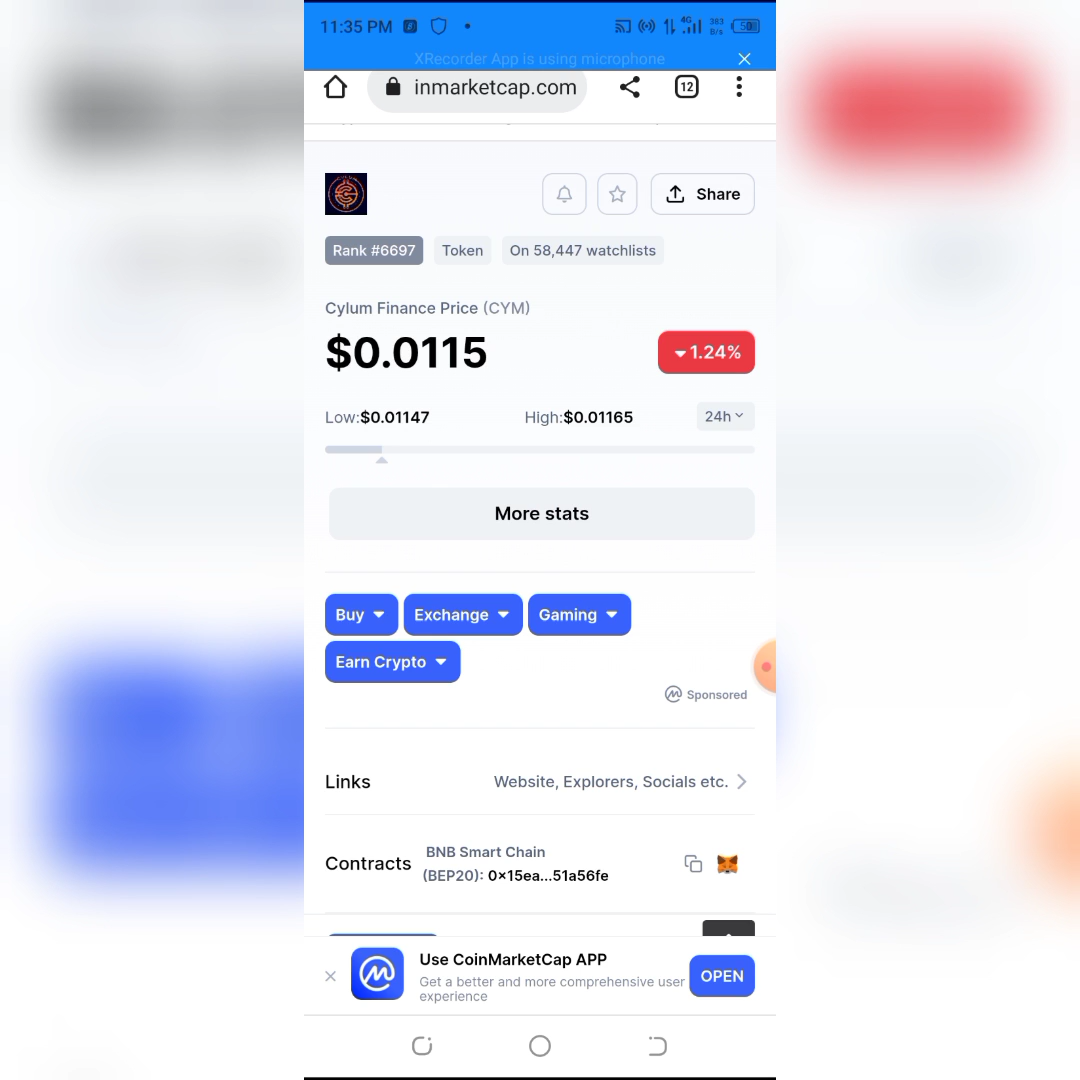 11:35 PM
4G
383
B/s
50
XRecorder App is using microphone
inmarketcap.com
12
Share
Rank #6697
Token
On 58,447 watchlists
Cylum Finance Price (CYM)
$0.0115
1.24%
Low:$0.01147
High:$0.01165
24h
More stats
Buy
Exchange
Gaming
Earn Crypto
Sponsored
Links
Website, Explorers, Socials etc.
Contracts
BNB Smart Chain
(BEP20): 0x15ea...51a56fe
Use CoinMarketCap APP
Get a better and more comprehensive user
experience
OPEN